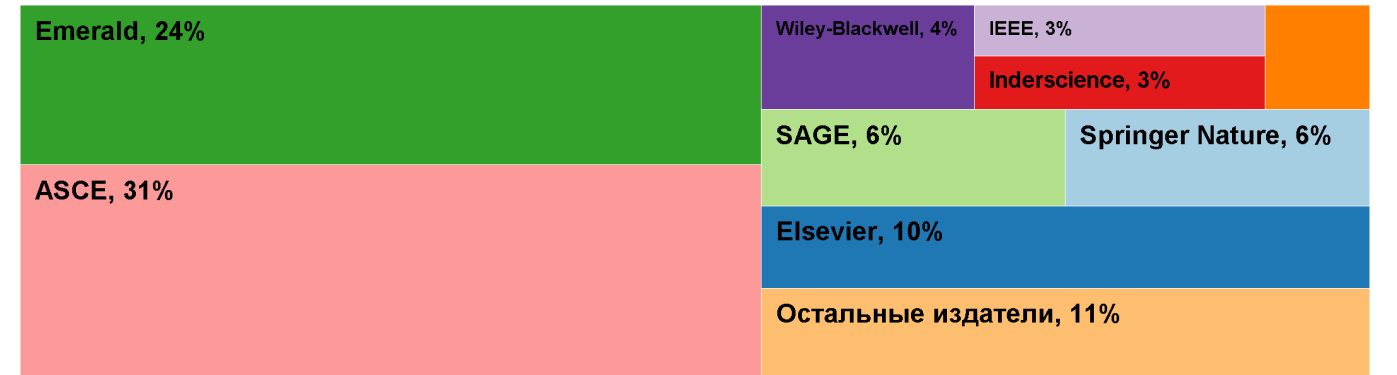 Emerald, 24%
Wiley-Blackwell, 4%
IEEE, 3%
Inderscience, 3%
SAGE, 6%
Springer Nature, 6%
ASCE, 31%
Elsevier, 10%
Остальные издатели, 11%